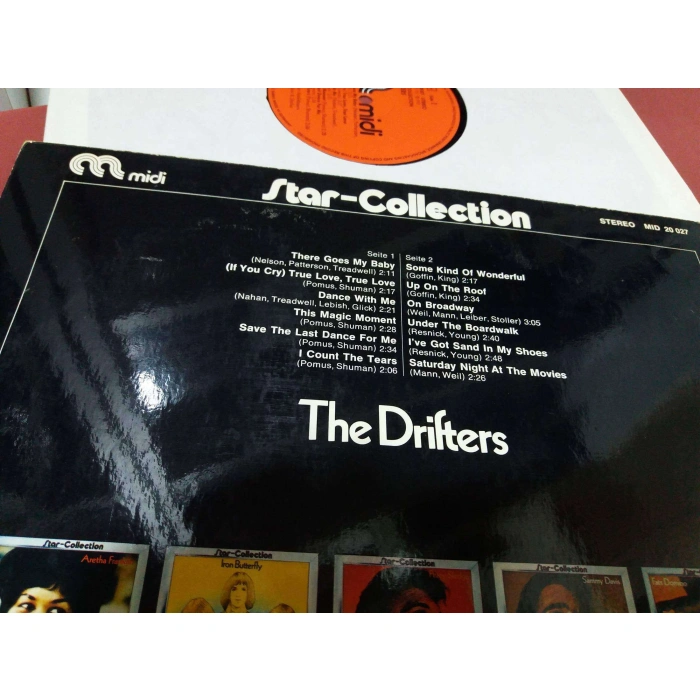 midi
midi
Star-Collection
STEREO MID 20 027
Seite 1
There Goes My Baby
(Nelson, Patterson, Treadwell) 2:11
(If You Cry) True Love, True Love
(Pomus, Shuman) 2:17
Dance With Me
(Nahan, Treadwell, Lebish, Glick) 2:21
This Magic Moment
(Pomus, Shuman) 2:28
Save The Last Dance For Me
(Pomus, Shuman) 2:34
I Count The Tears
(Pomus, Shuman) 2:06
Seite 2
Some Kind Of Wonderful
(Goffin, King) 2:17
Up On The Roof
(Goffin, King) 2:34
On Broadway
(Weil, Mann, Leiber, Stoller) 3:05
Under The Boardwalk
(Resnick, Young) 2:40
I've Got Sand In My Shoes
(Resnick, Young) 2:48
Saturday Night At The Movies
(Mann, Weil) 2:26
The Drifters
Star-Collection
Aretha
Star-Collection
Iron Butterfly
Star-Collection
Star-Collection
Sammy Davis
Star-
Fats Domino